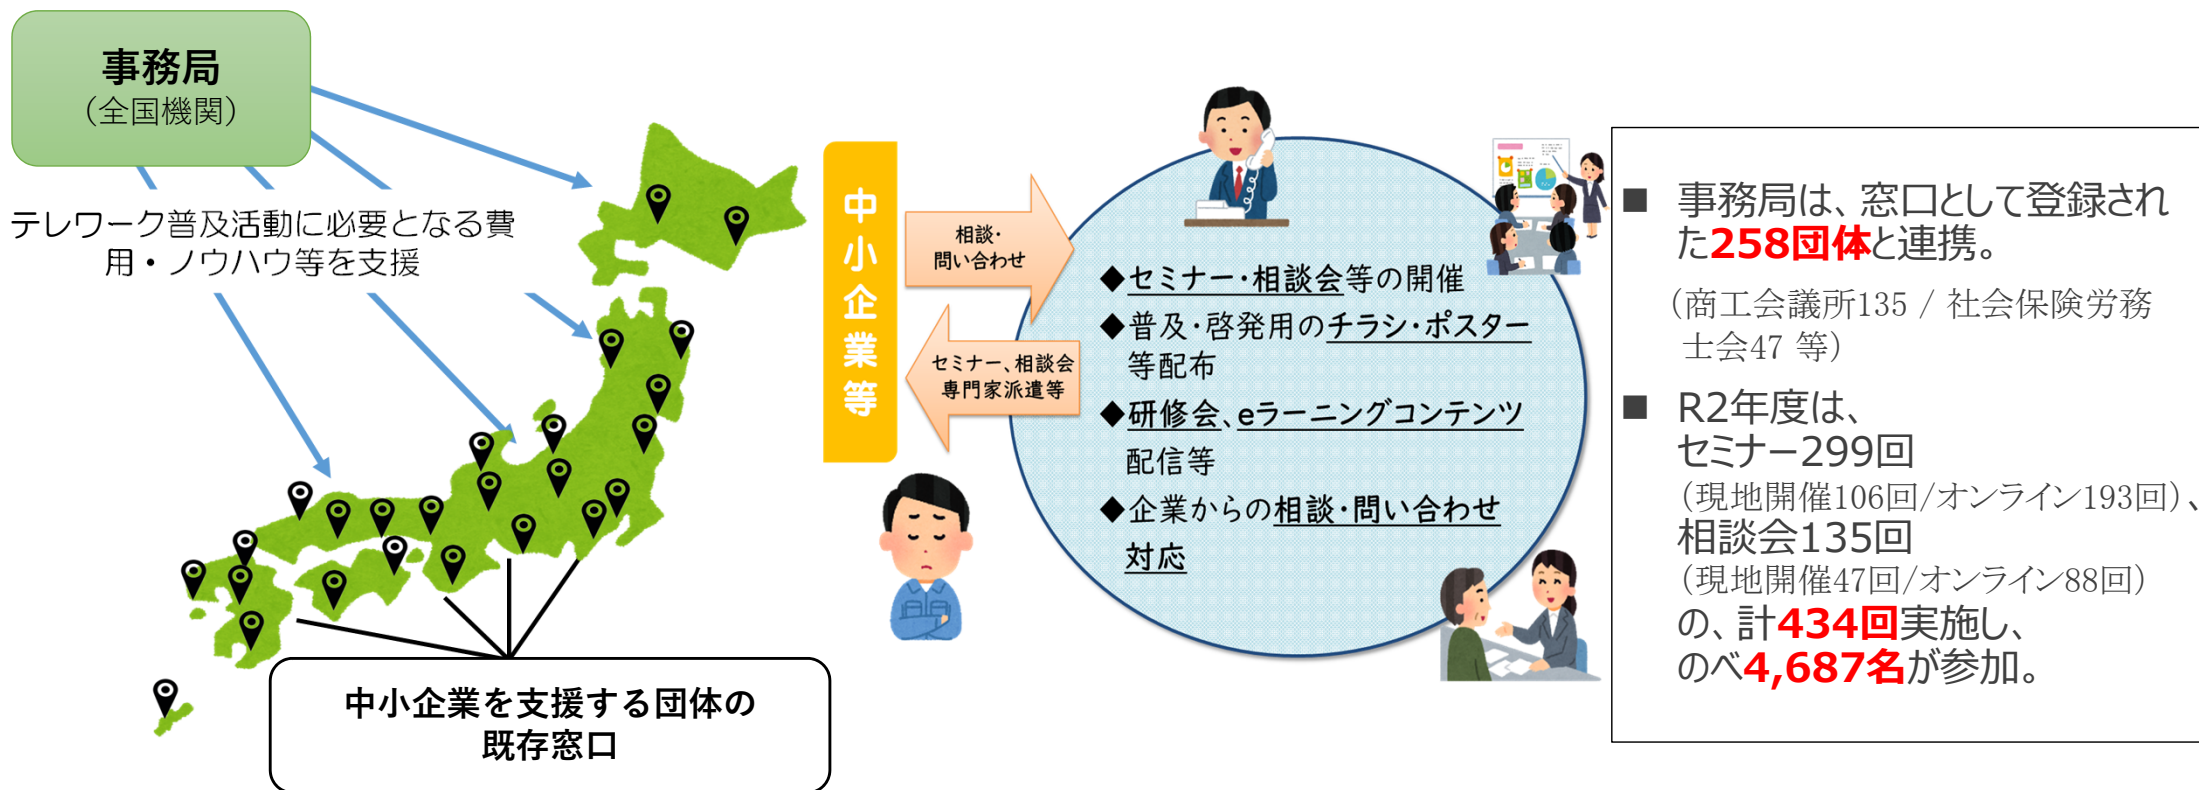 事務局
（全国機関）
テレワーク普及活動に必要となる費
用・ノウハウ等を支援
中小企業を支援する団体の
既存窓口
中小企業等
相談・
問い合わせ
セミナー、相談会
専門家派遣等
◆セミナー・相談会等の開催
◆普及・啓発用のチラシ・ポスター
等配布
◆研修会、eラーニングコンテンツ
配信等
◆企業からの相談・問い合わせ
対応
■ 事務局は、窓口として登録され
た258団体と連携。
（商工会議所135 / 社会保険労務
士会47 等）
■ R2年度は、
セミナー299回
（現地開催106回/オンライン193回）、
相談会135回
（現地開催47回/オンライン88回）
の、計434回実施し、
のべ4,687名が参加。